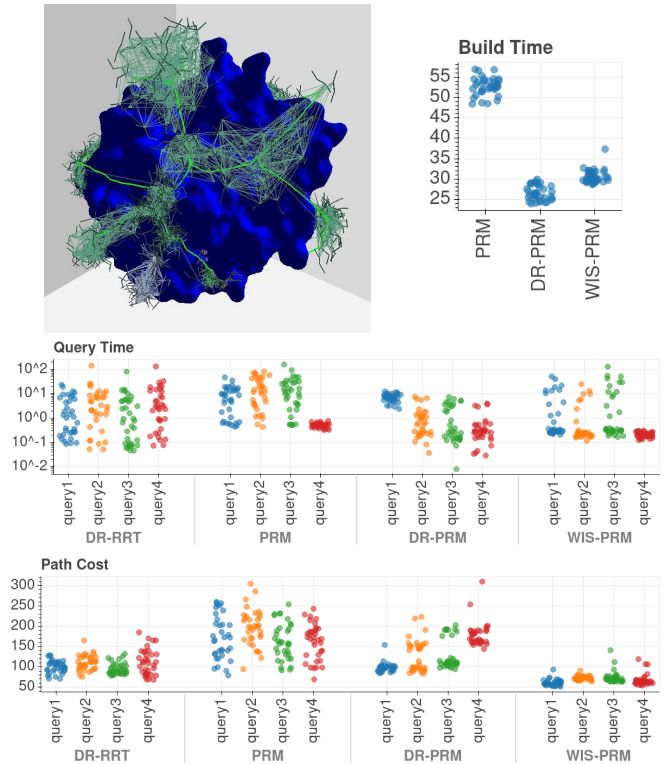 Build Time
55
50
45
40
35
30
25
PRM
DR-PRM
WIS-PRM
Query Time
10^2
10^1
10^0
10^-1
10^-2
query1 query2 query3 query4 query1 query2 query3 query4 query1 query2 query3 query4 query1 query2 query3 query4
DR-RRT PRM DR-PRM WIS-PRM
Path Cost
300
250
200
150
100
50
query1 query2 query3 query4 query1 query2 query3 query4 query1 query2 query3 query4 query1 query2 query3 query4
DR-RRT PRM DR-PRM WIS-PRM